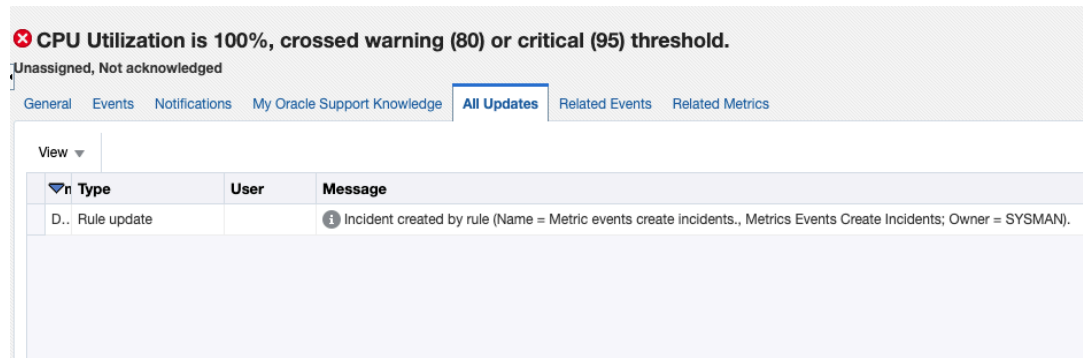 CPU Utilization is 100%, crossed warning (80) or critical (95) threshold.
Unassigned, Not acknowledged
General Events Notifications My Oracle Support Knowledge All Updates Related Events Related Metrics
View
Type User Message
D.. Rule update Incident created by rule (Name = Metric events create incidents., Metrics Events Create Incidents; Owner = SYSMAN).